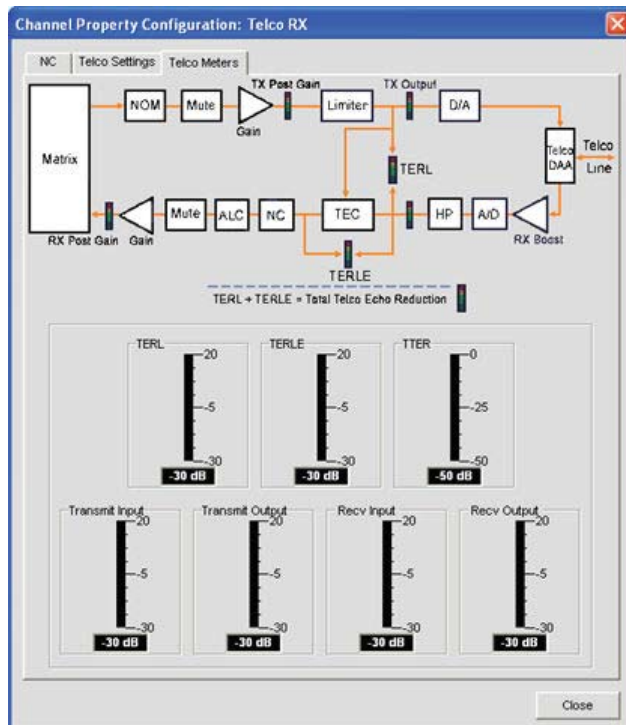 Channel Property Configuration: Telco RX
NC Telco Settings Telco Meters
TX Post Gain TX Output
NOM Mute Limiter D/A
Gain
Matrix
Telco DAA
Telco Line
TERL
Mute ALC NC TEC HP A/D
RX Post Gain Gain
RX Boost
TERLE
TERL + TERLE = Total Telco Echo Reduction
TERL TERLE TTER
20 20 0
-5 -5 -25
-30 -30 -50
-30 dB -30 dB -50 dB
Transmit Input Transmit Output Recv Input Recv Output
20 20 20 20
-5 -5 -5 -5
-30 -30 -30 -30
-30 dB -30 dB -30 dB -30 dB
Close